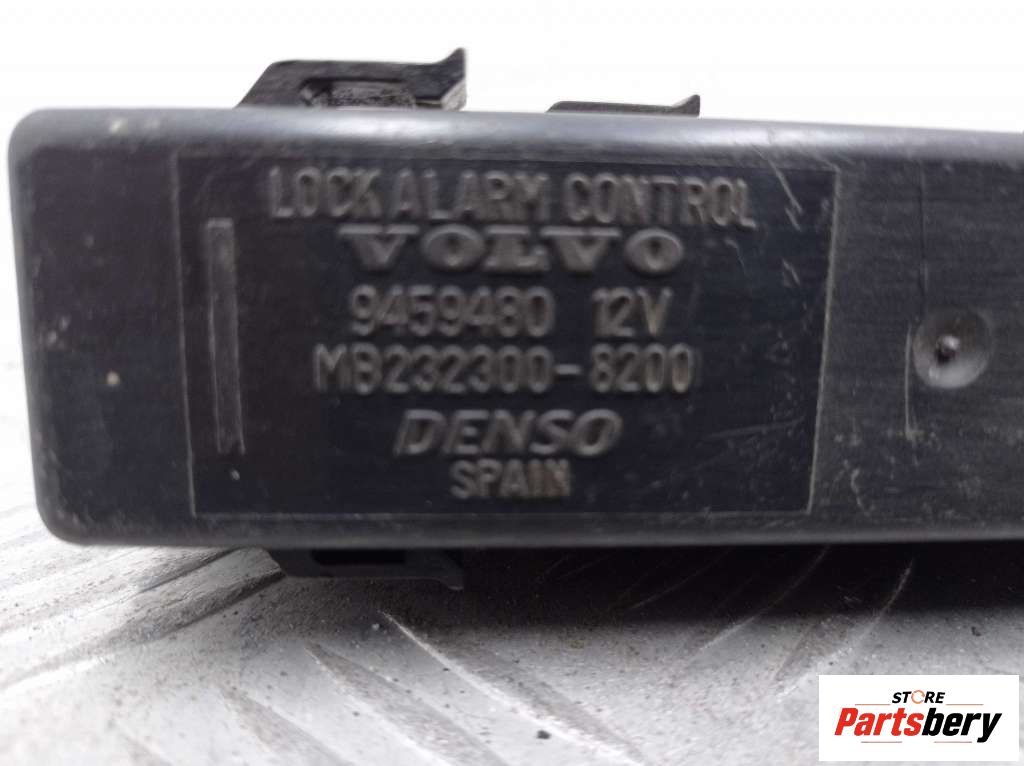 LOCK ALARM CONTROL
VOLVO
9459480 12V
MB232300-8200
DENSO
SPAIN
STORE
Partsbery